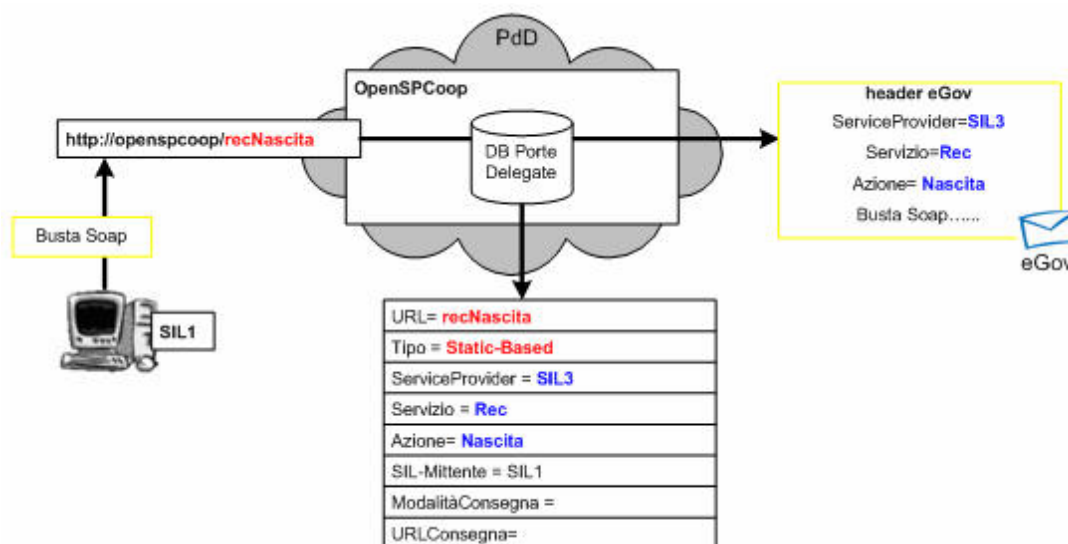 PdD
OpenSPCoop
http://openspcoop/recNascita
DB Porte
Delegate
header eGov
ServiceProvider=SIL3
Servizio=Rec
Azione= Nascita
Busta Soap......
eGov
Busta Soap
SIL1
URL= recNascita
Tipo = Static-Based
ServiceProvider = SIL3
Servizio = Rec
Azione= Nascita
SIL-Mittente = SIL1
ModalitàConsegna =
URLConsegna=